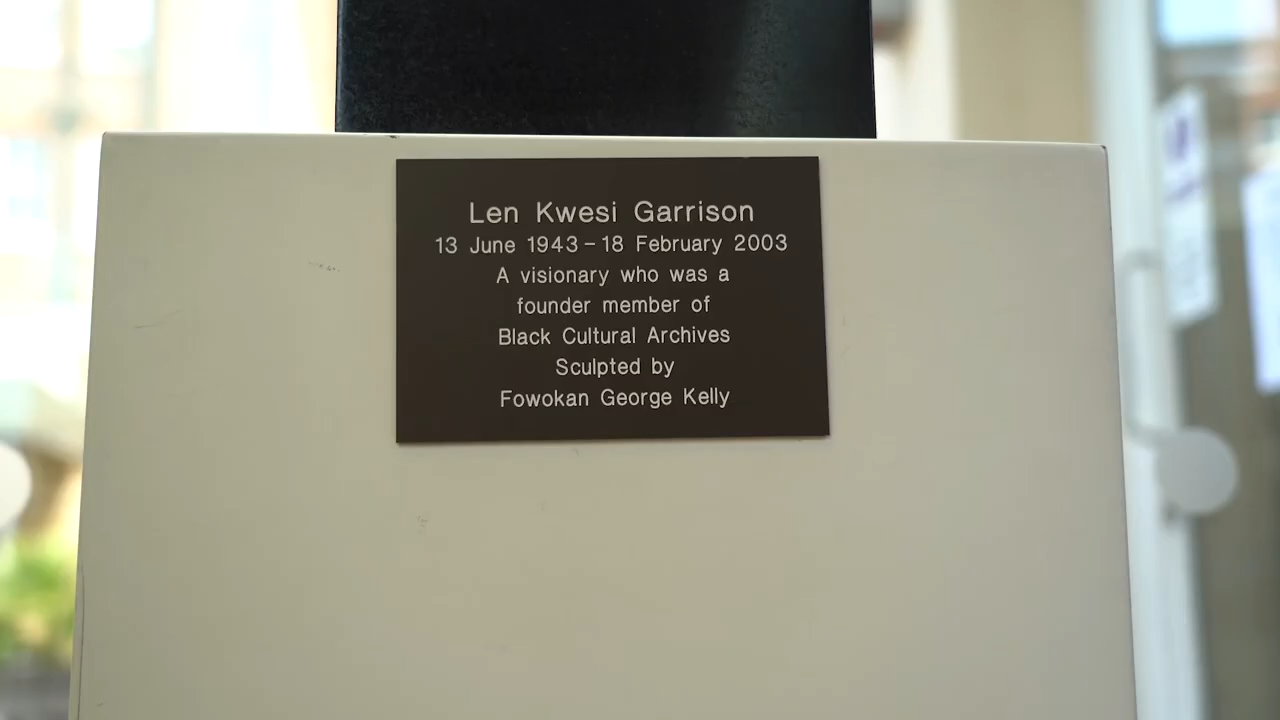 Len Kwesi Garrison
13 June 1943 – 18 February 2003
A visionary who was a
founder member of
Black Cultural Archives
Sculpted by
Fowokan George Kelly